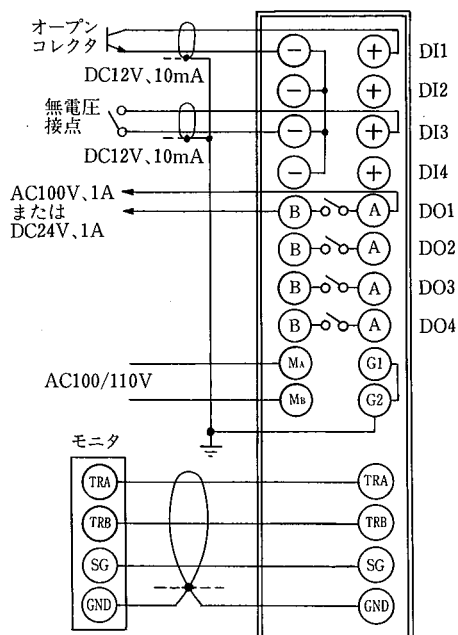 オープン
コレクタ
DC12V、10mA
無電圧
接点
DC12V、10mA
AC100V、1A
または
DC24V、1A
AC100/110V
− + DI1
− + DI2
− + DI3
− + DI4
B A DO1
B A DO2
B A DO3
B A DO4
MA G1
MB G2
モニタ
TRA TRA
TRB TRB
SG SG
GND GND